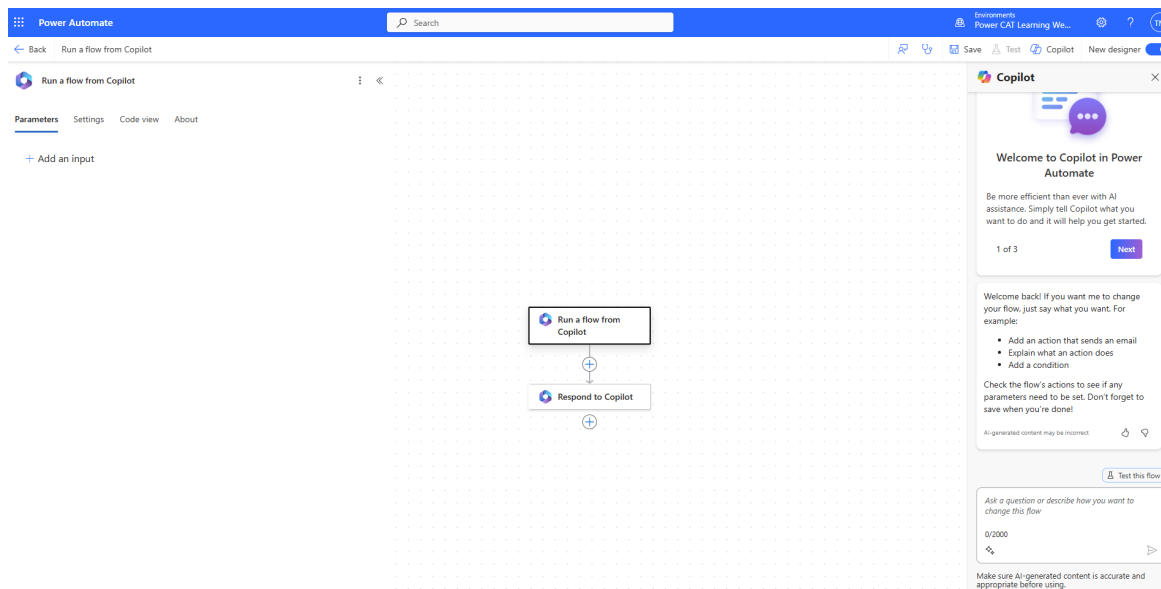 Power Automate
Search
Environments
Power CAT Learning We...
?
Back Run a flow from Copilot
Save Test Copilot New designer
Run a flow from Copilot
Parameters Settings Code view About
+ Add an input
Run a flow from
Copilot
Respond to Copilot
Copilot
Welcome to Copilot in Power
Automate
Be more efficient than ever with AI
assistance. Simply tell Copilot what you
want to do and it will help you get started.
1 of 3
Next
Welcome back! If you want me to change
your flow, just say what you want. For
example:
• Add an action that sends an email
• Explain what an action does
• Add a condition
Check the flow's actions to see if any
parameters need to be set. Don't forget to
save when you're done!
AI-generated content may be incorrect
Test this flow
Ask a question or describe how you want to
change this flow
0/2000
Make sure AI-generated content is accurate and
appropriate before using.